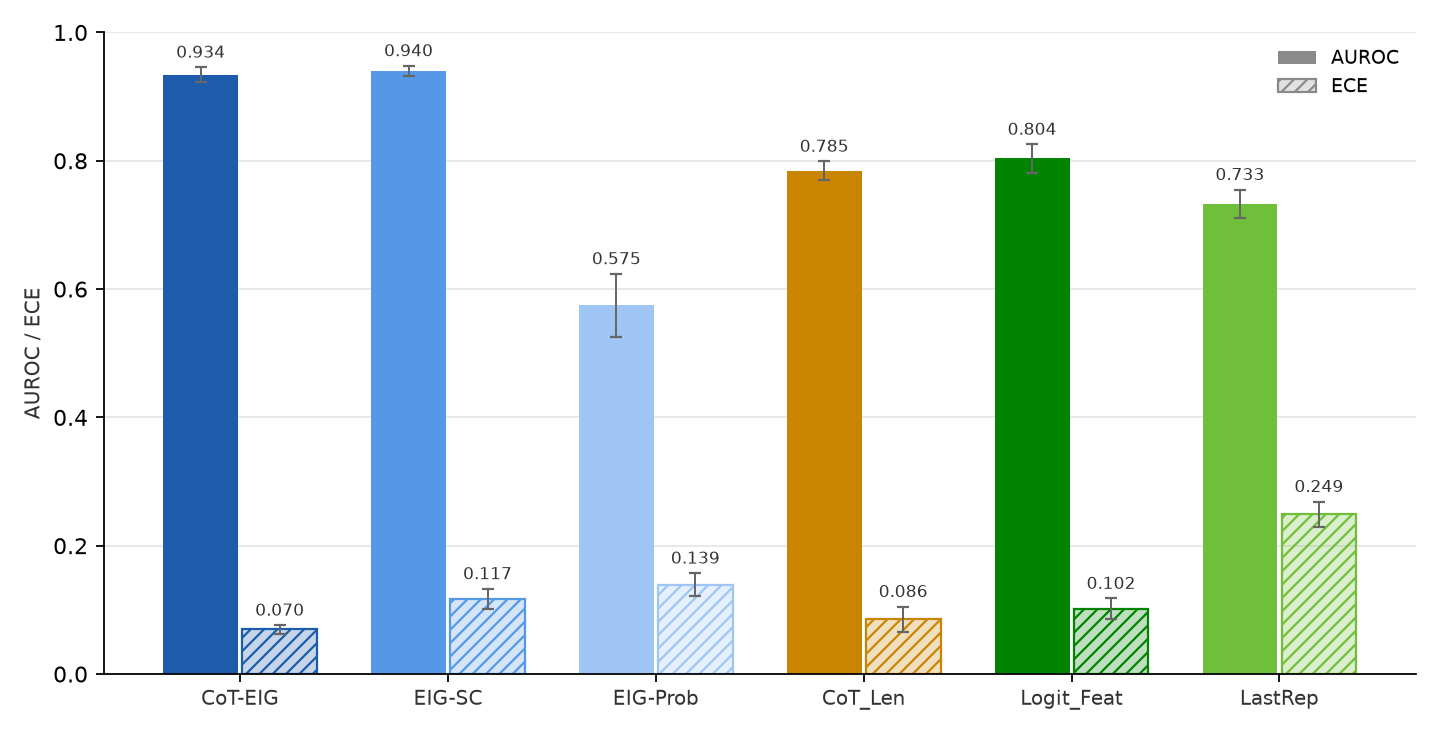 AUROC / ECE
1.0
0.8
0.6
0.4
0.2
0.0
0.934
0.070
0.940
0.117
0.575
0.139
0.785
0.086
0.804
0.102
0.733
0.249
AUROC
ECE
CoT-EIG
EIG-SC
EIG-Prob
CoT_Len
Logit_Feat
LastRep